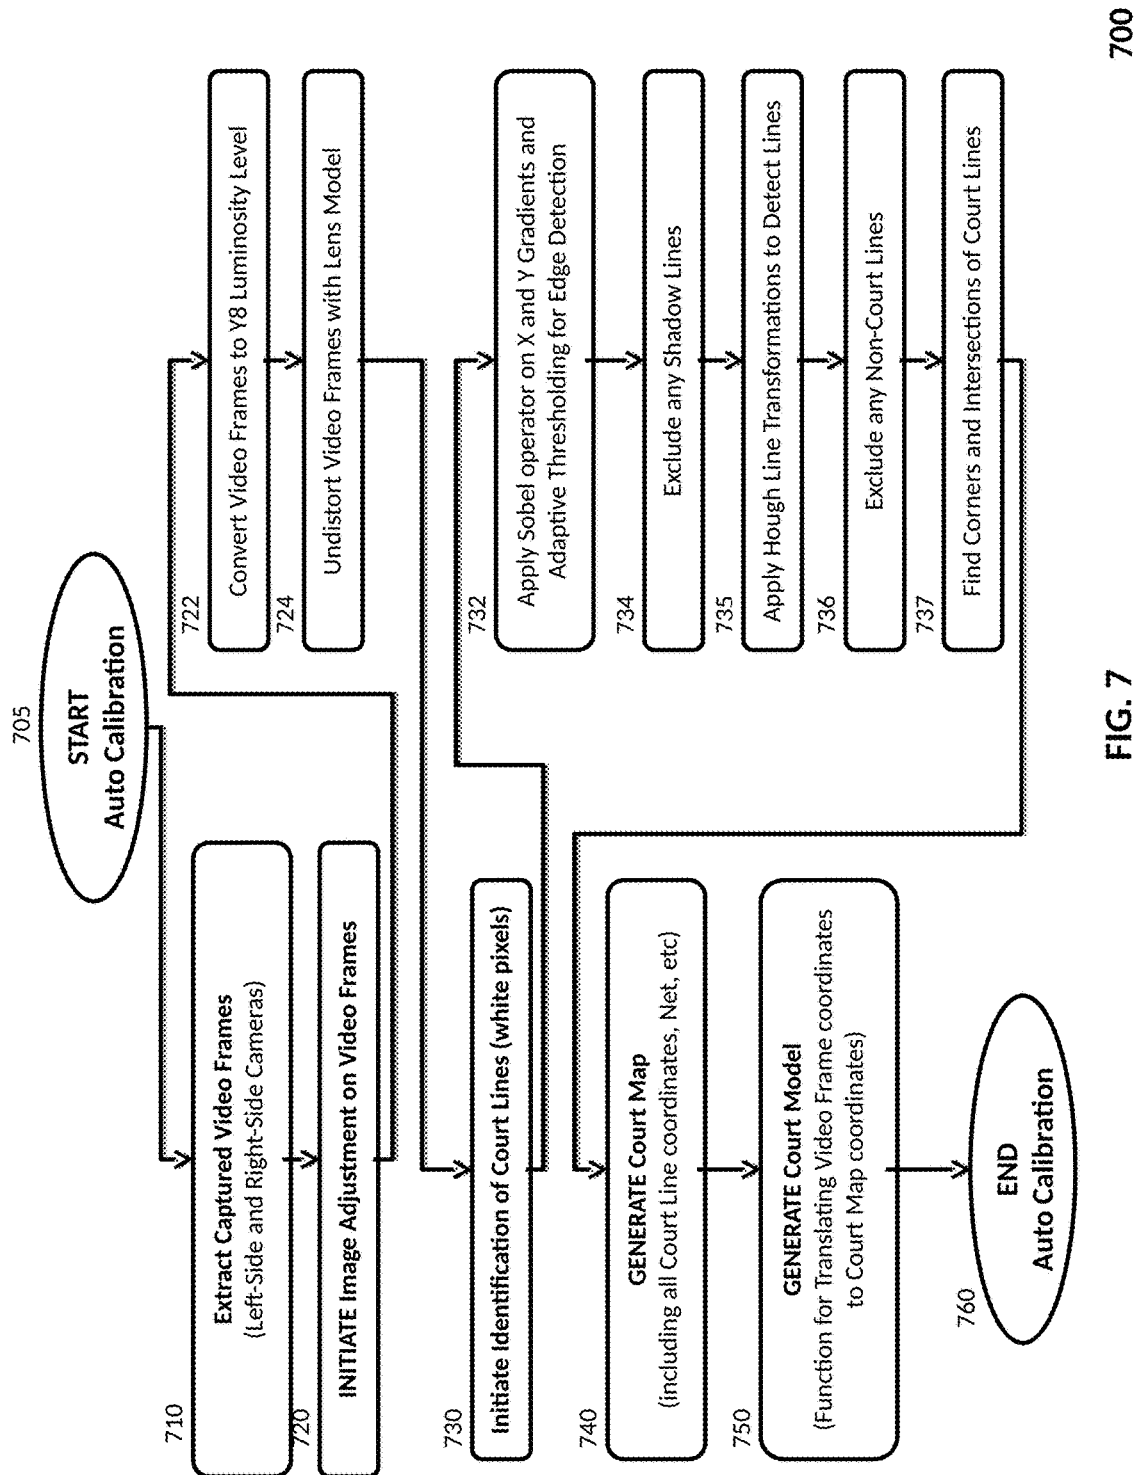 705
START
Auto Calibration
710
Extract Captured Video Frames
(Left-Side and Right-Side Cameras)
720
INITIATE Image Adjustment on Video Frames
722
Convert Video Frames to Y8 Luminosity Level
724
Undistort Video Frames with Lens Model
730
Initiate Identification of Court Lines (white pixels)
732
Apply Sobel operator on X and Y Gradients and
Adaptive Thresholding for Edge Detection
734
Exclude any Shadow Lines
735
Apply Hough Line Transformations to Detect Lines
736
Exclude any Non-Court Lines
737
Find Corners and Intersections of Court Lines
740
GENERATE Court Map
(including all Court Line coordinates, Net, etc)
750
GENERATE Court Model
(Function for Translating Video Frame coordinates
to Court Map coordinates)
760
END
Auto Calibration
FIG. 7
700